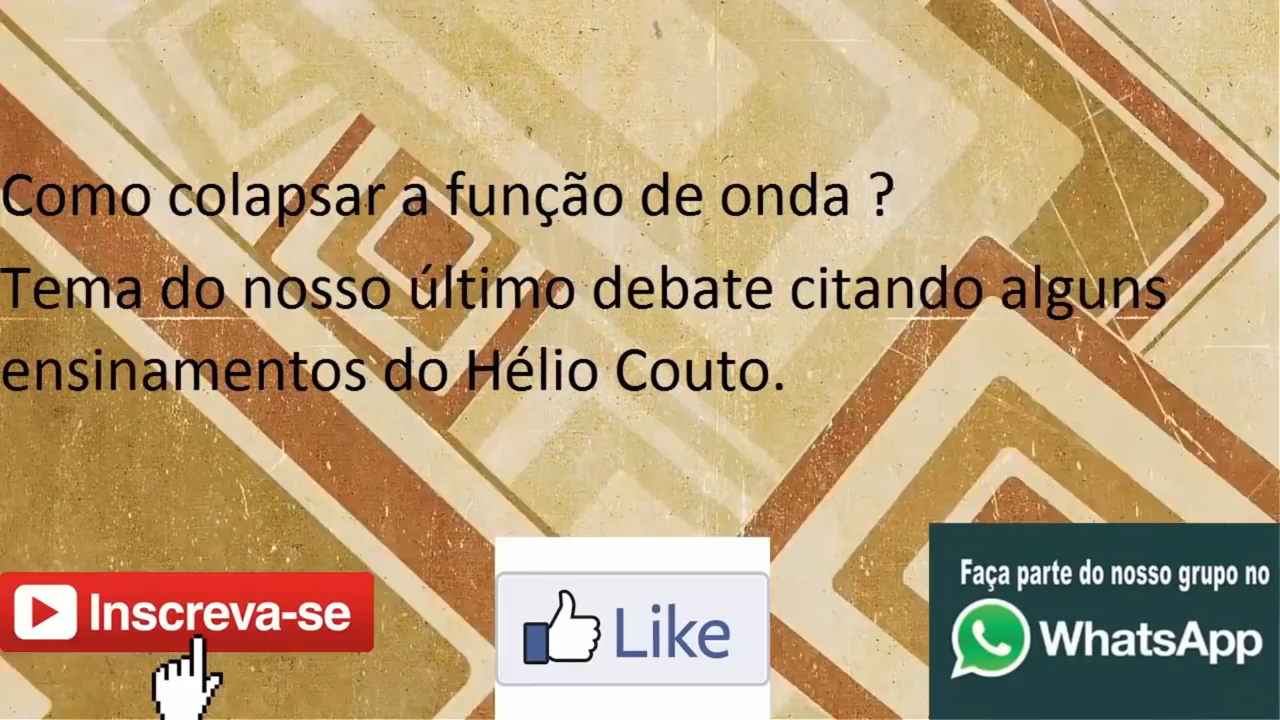 Como colapsar a função de onda ?
Tema do nosso último debate citando alguns
ensinamentos do Hélio Couto.
Inscreva-se
Like
Faça parte do nosso grupo no
WhatsApp